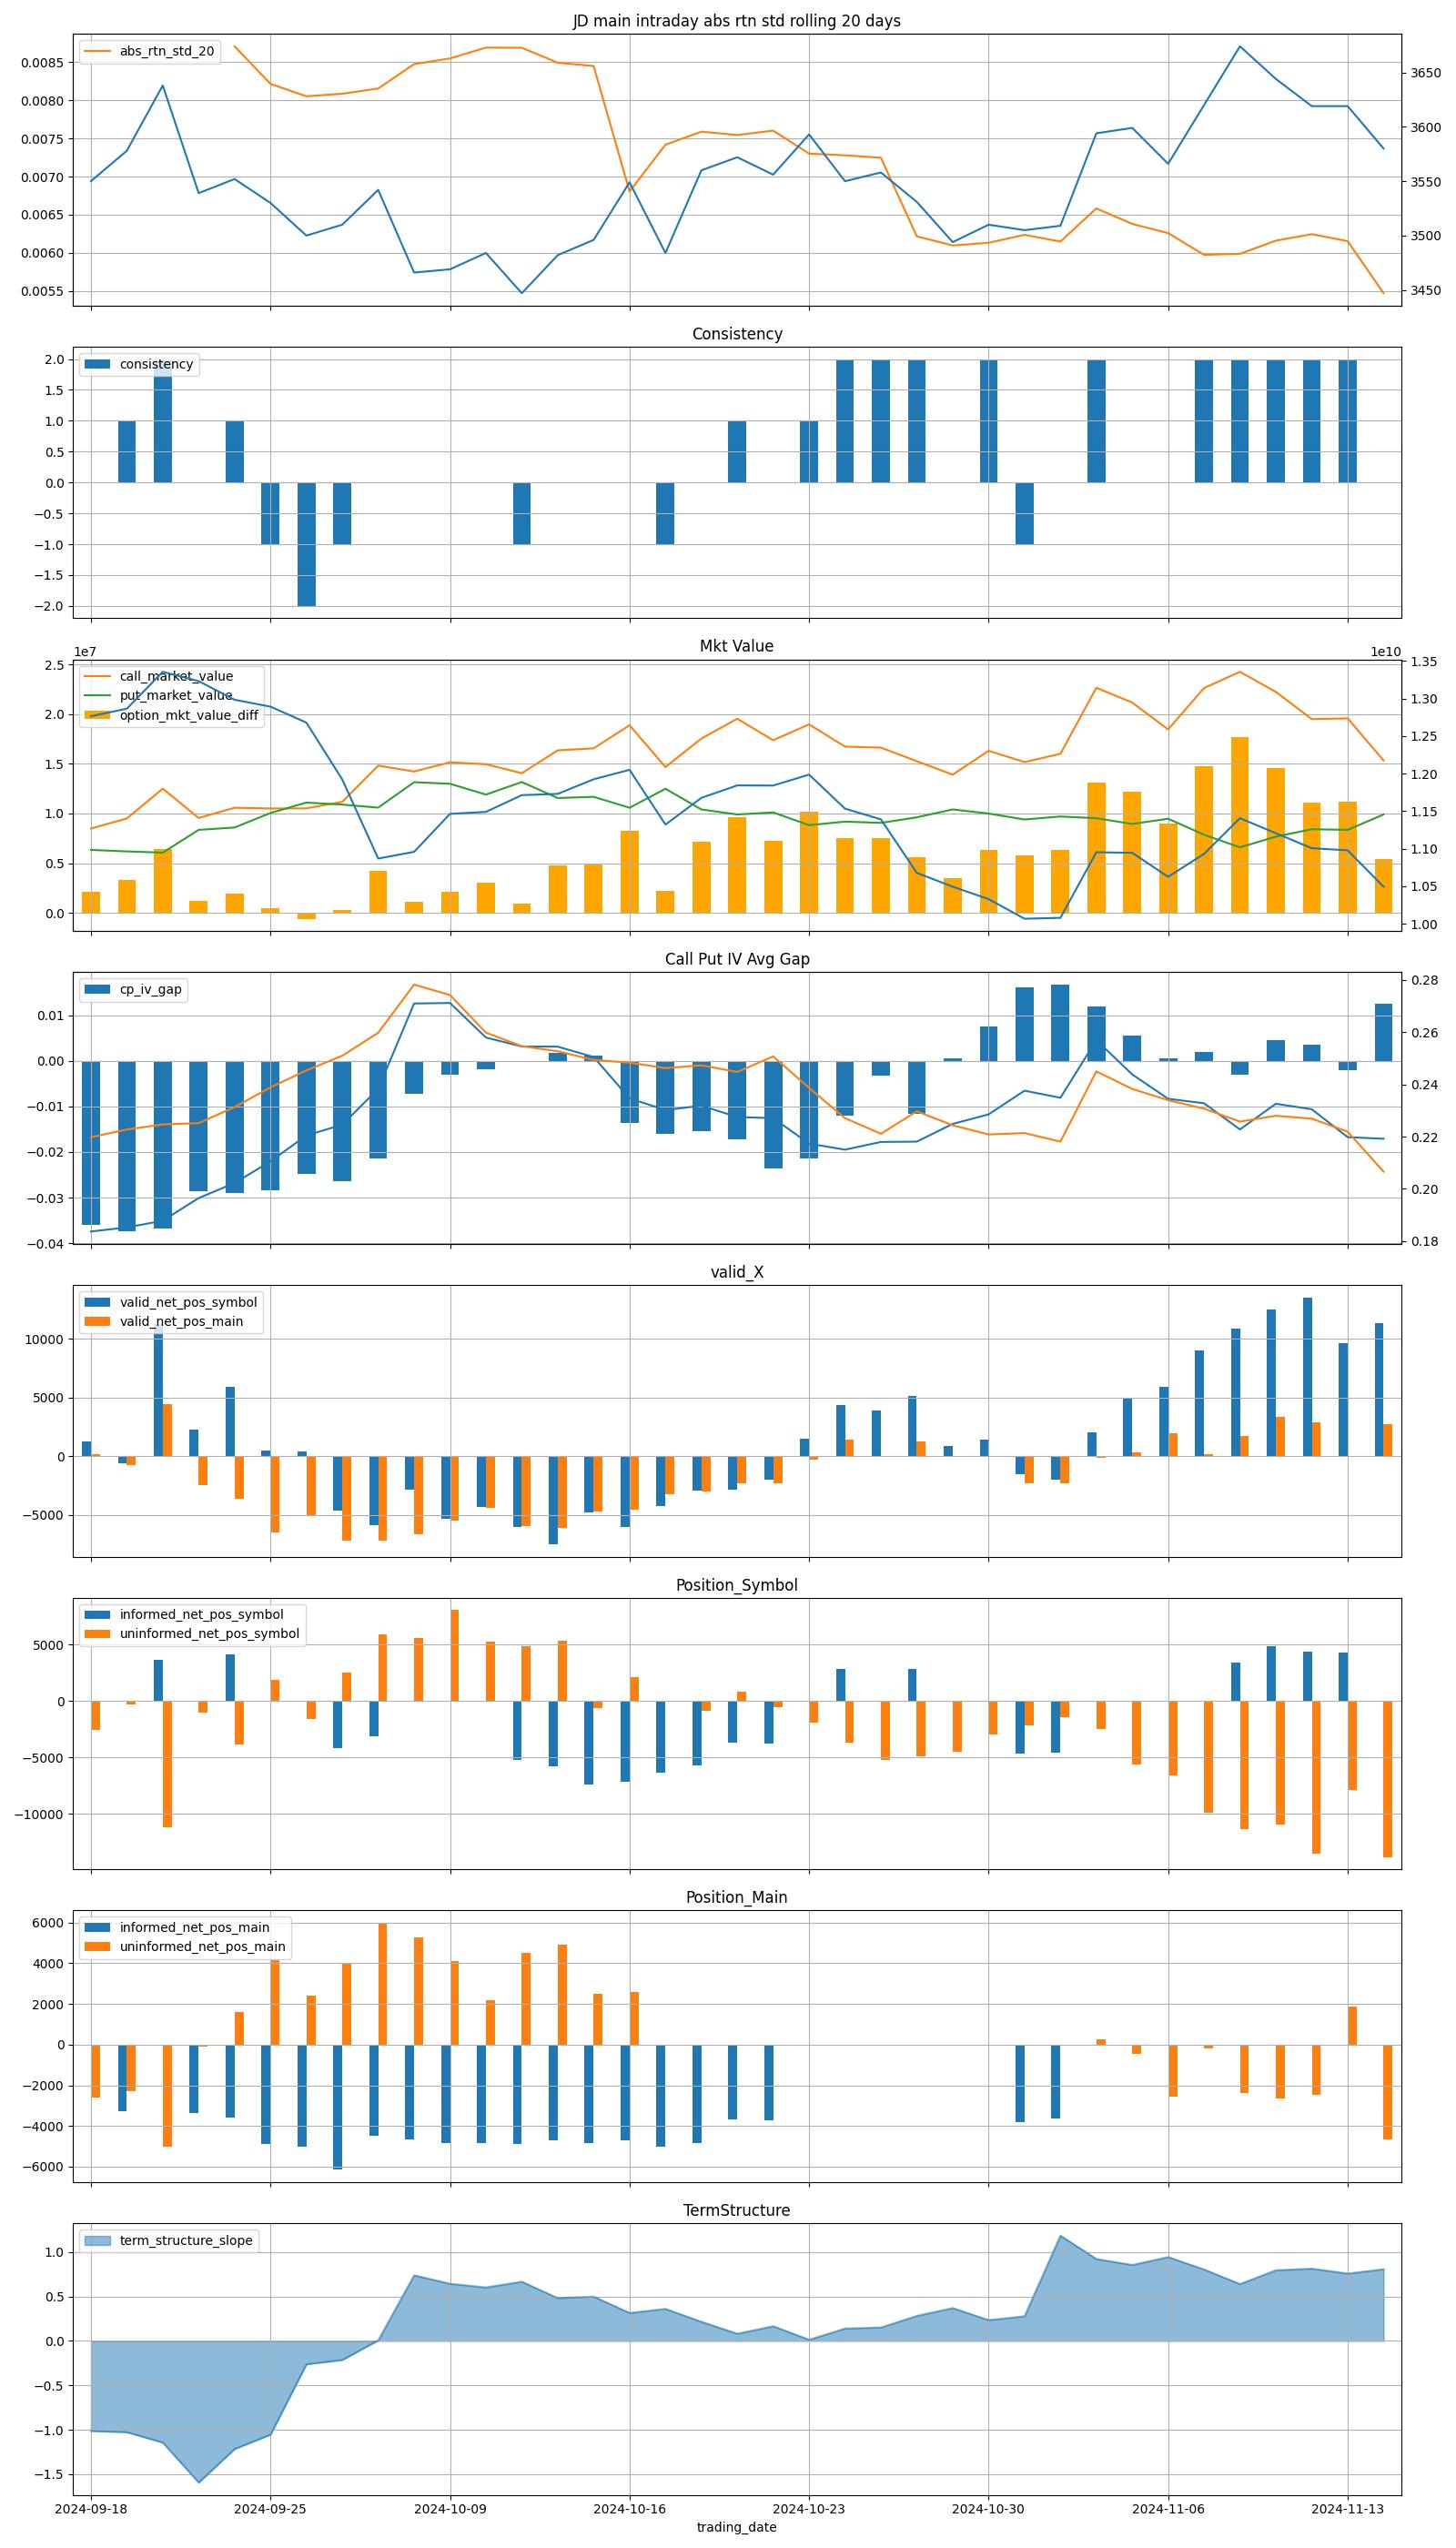 JD main intraday abs rtn std rolling 20 days
abs_rtn_std_20
0.0085
0.0080
0.0075
0.0070
0.0065
0.0060
0.0055
3650
3600
3550
3500
3450
Consistency
consistency
2.0
1.5
1.0
0.5
0.0
−0.5
−1.0
−1.5
−2.0
Mkt Value
1e7
1e10
call_market_value
put_market_value
option_mkt_value_diff
2.5
2.0
1.5
1.0
0.5
0.0
1.35
1.30
1.25
1.20
1.15
1.10
1.05
1.00
Call Put IV Avg Gap
cp_iv_gap
0.01
0.00
−0.01
−0.02
−0.03
−0.04
0.28
0.26
0.24
0.22
0.20
0.18
valid_X
valid_net_pos_symbol
valid_net_pos_main
10000
5000
0
−5000
Position_Symbol
informed_net_pos_symbol
uninformed_net_pos_symbol
5000
0
−5000
−10000
Position_Main
informed_net_pos_main
uninformed_net_pos_main
6000
4000
2000
0
−2000
−4000
−6000
TermStructure
term_structure_slope
1.0
0.5
0.0
−0.5
−1.0
−1.5
2024-09-18 2024-09-25 2024-10-09 2024-10-16 2024-10-23 2024-10-30 2024-11-06 2024-11-13
trading_date